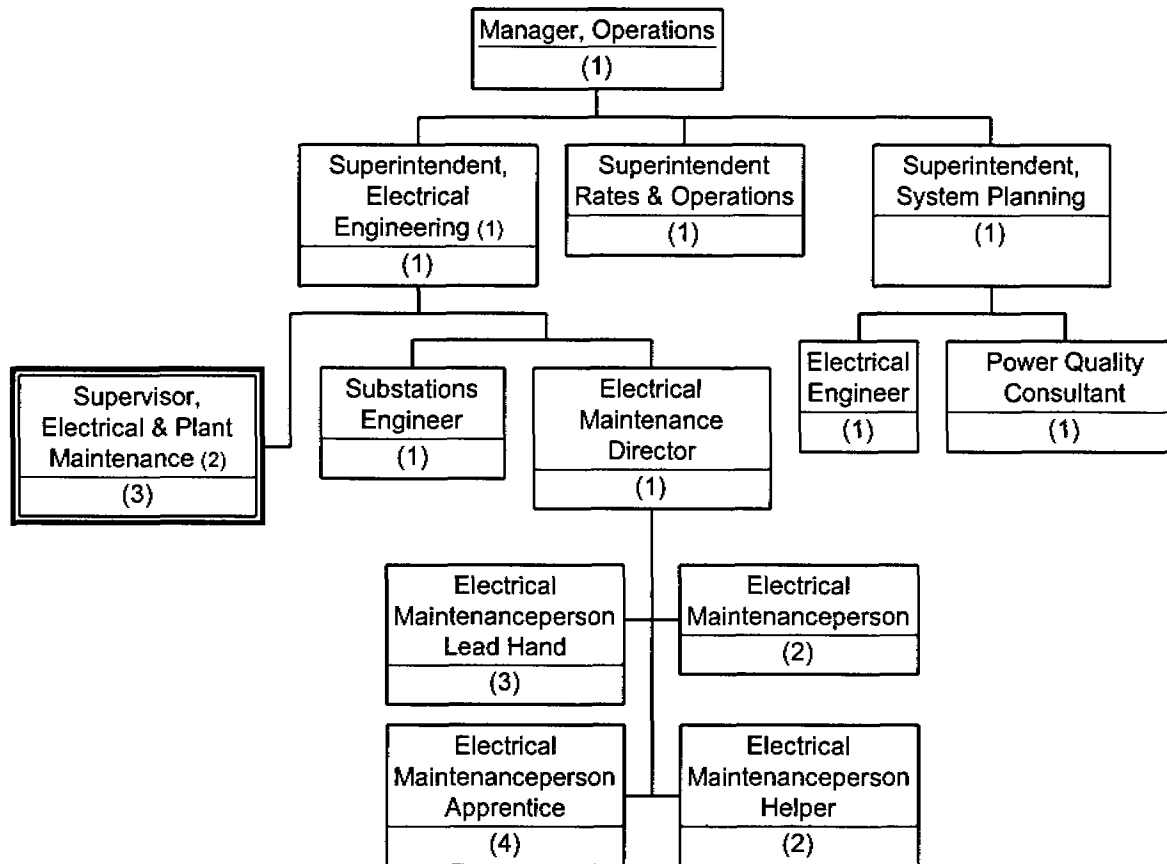 Manager, Operations
(1)
Superintendent,
Electrical
Engineering (1)
(1)
Superintendent
Rates & Operations
(1)
Superintendent,
System Planning
(1)
Supervisor,
Electrical & Plant
Maintenance (2)
(3)
Substations
Engineer
(1)
Electrical
Maintenance
Director
(1)
Electrical
Engineer
(1)
Power Quality
Consultant
(1)
Electrical
Maintenanceperson
Lead Hand
(3)
Electrical
Maintenanceperson
(2)
Electrical
Maintenanceperson
Apprentice
(4)
Electrical
Maintenanceperson
Helper
(2)